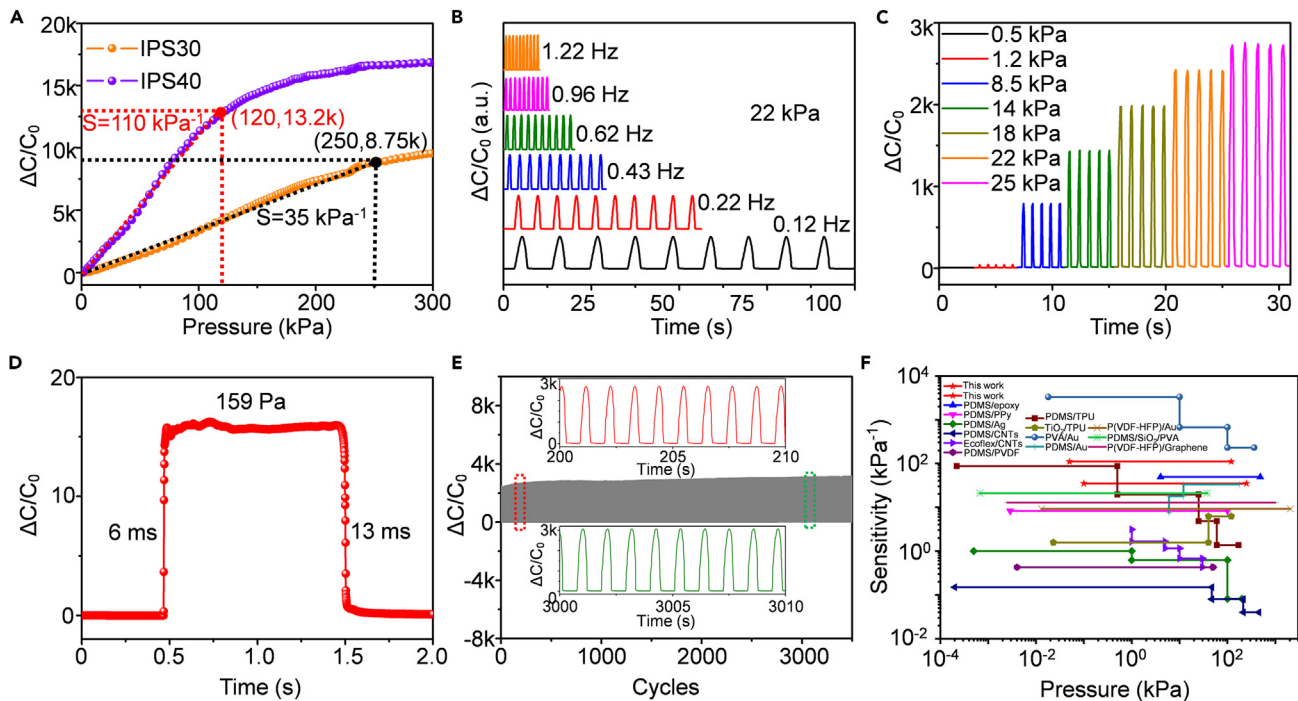 A
20k
15k
10k
5k
0
ΔC/C₀
IPS30
IPS40
S=110 kPa⁻¹
(120,13.2k)
(250,8.75k)
S=35 kPa⁻¹
0
100
200
300
Pressure (kPa)
B
ΔC/C₀ (a.u.)
1.22 Hz
0.96 Hz
22 kPa
0.62 Hz
0.43 Hz
0.22 Hz
0.12 Hz
0
25
50
75
100
Time (s)
C
3k
2k
1k
0
ΔC/C₀
0.5 kPa
1.2 kPa
8.5 kPa
14 kPa
18 kPa
22 kPa
25 kPa
0
10
20
30
Time (s)
D
20
10
0
ΔC/C₀
159 Pa
6 ms
13 ms
0
0.5
1.0
1.5
2.0
Time (s)
E
9k
6k
3k
0
-3k
-8k
ΔC/C₀
3k
0
ΔC/C₀
200
205
210
Time (s)
3k
0
ΔC/C₀
3000
3005
3010
Time (s)
0
1000
2000
3000
Cycles
F
10⁴
10²
10⁰
10⁻²
Sensitivity (kPa⁻¹)
This work
This work
PDMS/epoxy
PDMS/PPy
PDMS/Ag
PDMS/CNTs
Ecoflex/CNTs
PDMS/PVDF
PDMS/TPU
TiO₂/TPU
PVA/Au
PDMS/Au
P(VDF-HFP)/Au
PDMS/SiO₂/PVA
P(VDF-HFP)/Graphene
10⁻⁴
10⁻²
10⁰
10²
Pressure (kPa)